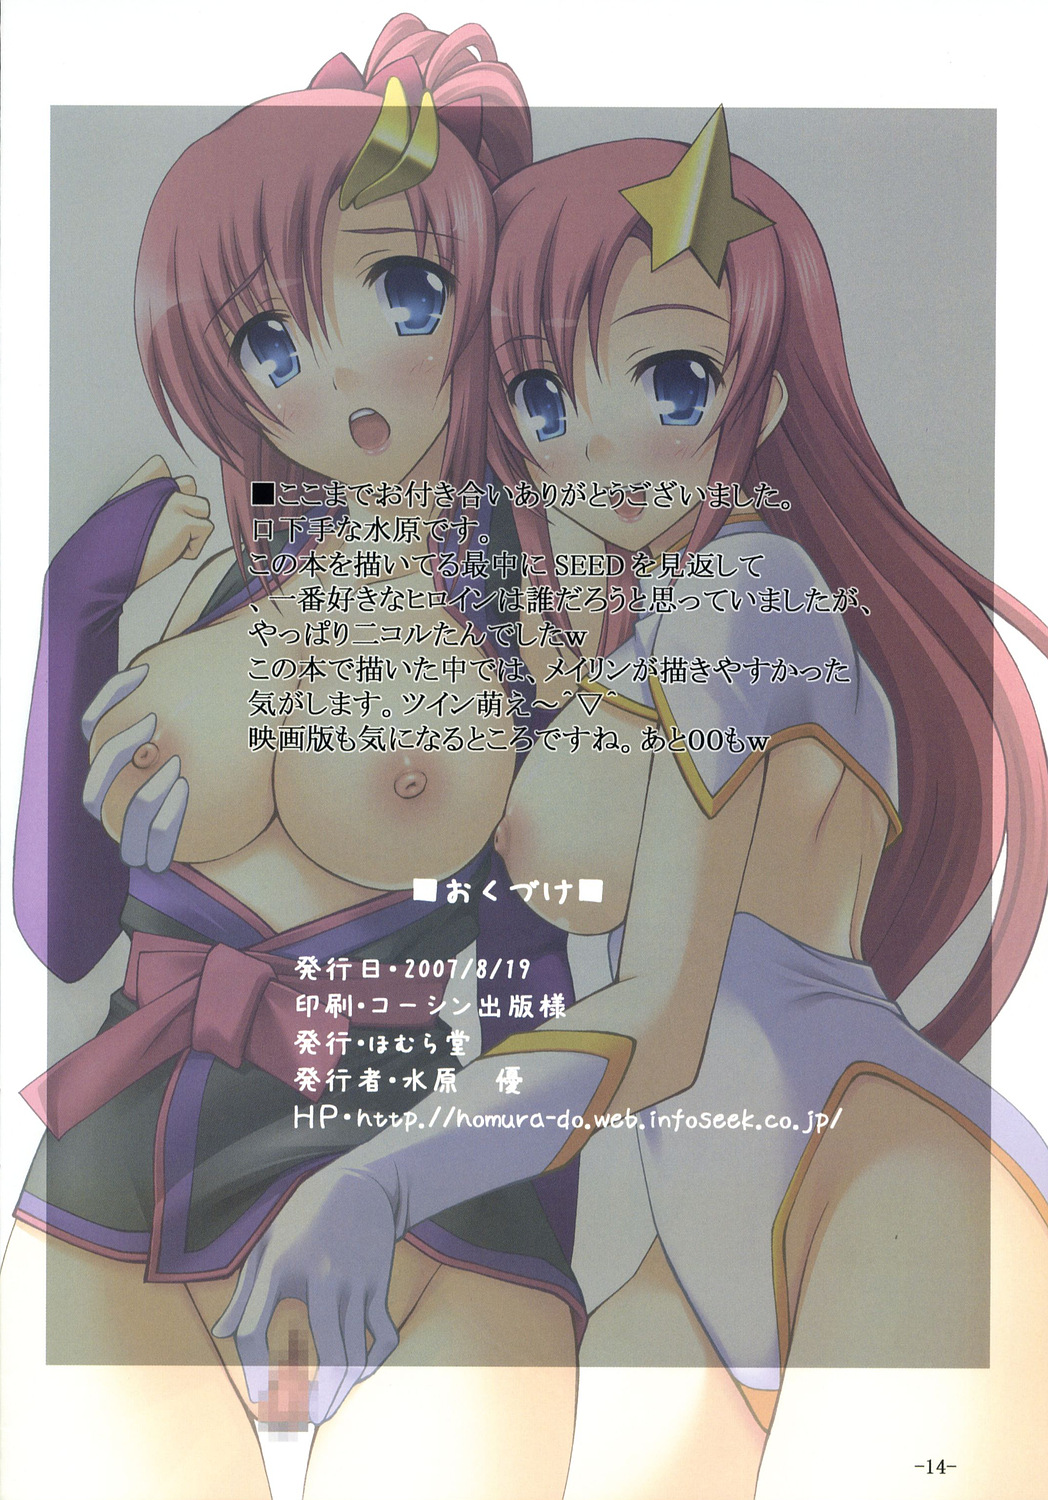 ■ここまでお付き合いありがとうございました。
口下手な水原です。
この本を描いてる最中にSEEDを見返して
、一番好きなヒロインは誰だろうと思っていましたが、
やっぱりニコルたんでしたw
この本で描いた中では、メイリンが描きやすかった
気がします。ツイン萌え～＾▽＾
映画版も気になるところですね。あと00もw
■おくづけ■
発行日・2007/8/19
印刷・コーシン出版様
発行・ほむら堂
発行者・水原　優
HP・http://homura-do.web.infoseek.co.jp/
-14-